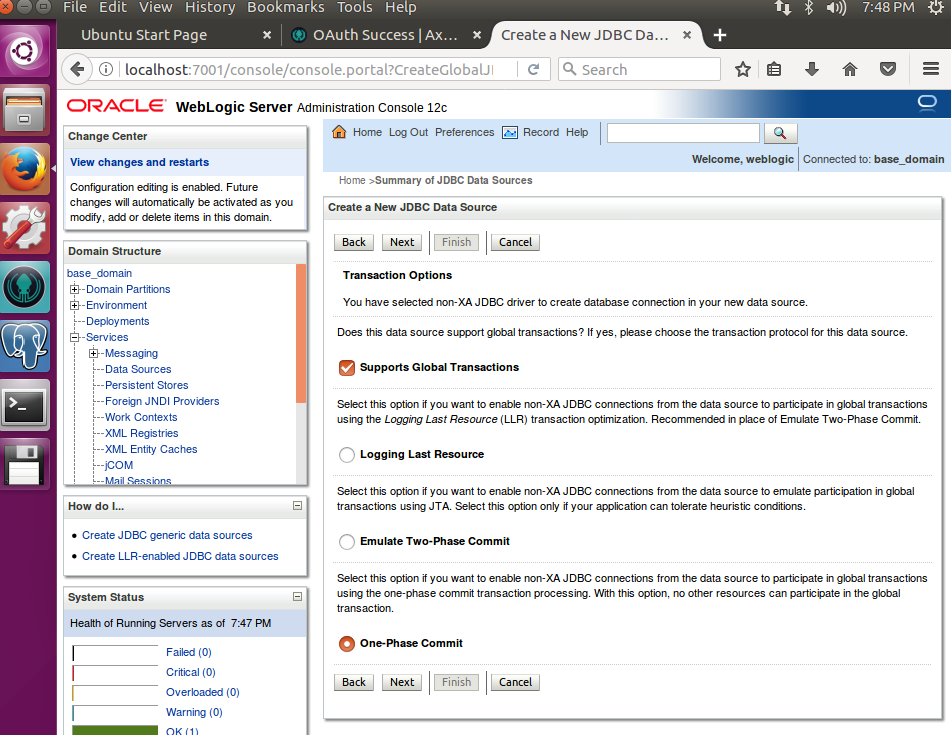 File Edit View History Bookmarks Tools Help 7:48 PM
Ubuntu Start Page × OAuth Success | Ax... × Create a New JDBC Da... × +
localhost:7001/console/console.portal?CreateGlobalJI Search
ORACLE WebLogic Server Administration Console 12c
Change Center
View changes and restarts
Configuration editing is enabled. Future
changes will automatically be activated as you
modify, add or delete items in this domain.
Domain Structure
base_domain
Domain Partitions
Environment
Deployments
Services
Messaging
Data Sources
Persistent Stores
Foreign JNDI Providers
Work Contexts
XML Registries
XML Entity Caches
jCOM
Mail Sessions
How do I...
Create JDBC generic data sources
Create LLR-enabled JDBC data sources
System Status
Health of Running Servers as of 7:47 PM
Failed (0)
Critical (0)
Overloaded (0)
Warning (0)
OK (1)
Home Log Out Preferences Record Help
Welcome, weblogic Connected to: base_domain
Home >Summary of JDBC Data Sources
Create a New JDBC Data Source
Back Next Finish Cancel
Transaction Options
You have selected non-XA JDBC driver to create database connection in your new data source.
Does this data source support global transactions? If yes, please choose the transaction protocol for this data source.
Supports Global Transactions
Select this option if you want to enable non-XA JDBC connections from the data source to participate in global transactions
using the Logging Last Resource (LLR) transaction optimization. Recommended in place of Emulate Two-Phase Commit.
Logging Last Resource
Select this option if you want to enable non-XA JDBC connections from the data source to emulate participation in global
transactions using JTA. Select this option only if your application can tolerate heuristic conditions.
Emulate Two-Phase Commit
Select this option if you want to enable non-XA JDBC connections from the data source to participate in global transactions
using the one-phase commit transaction processing. With this option, no other resources can participate in the global
transaction.
One-Phase Commit
Back Next Finish Cancel